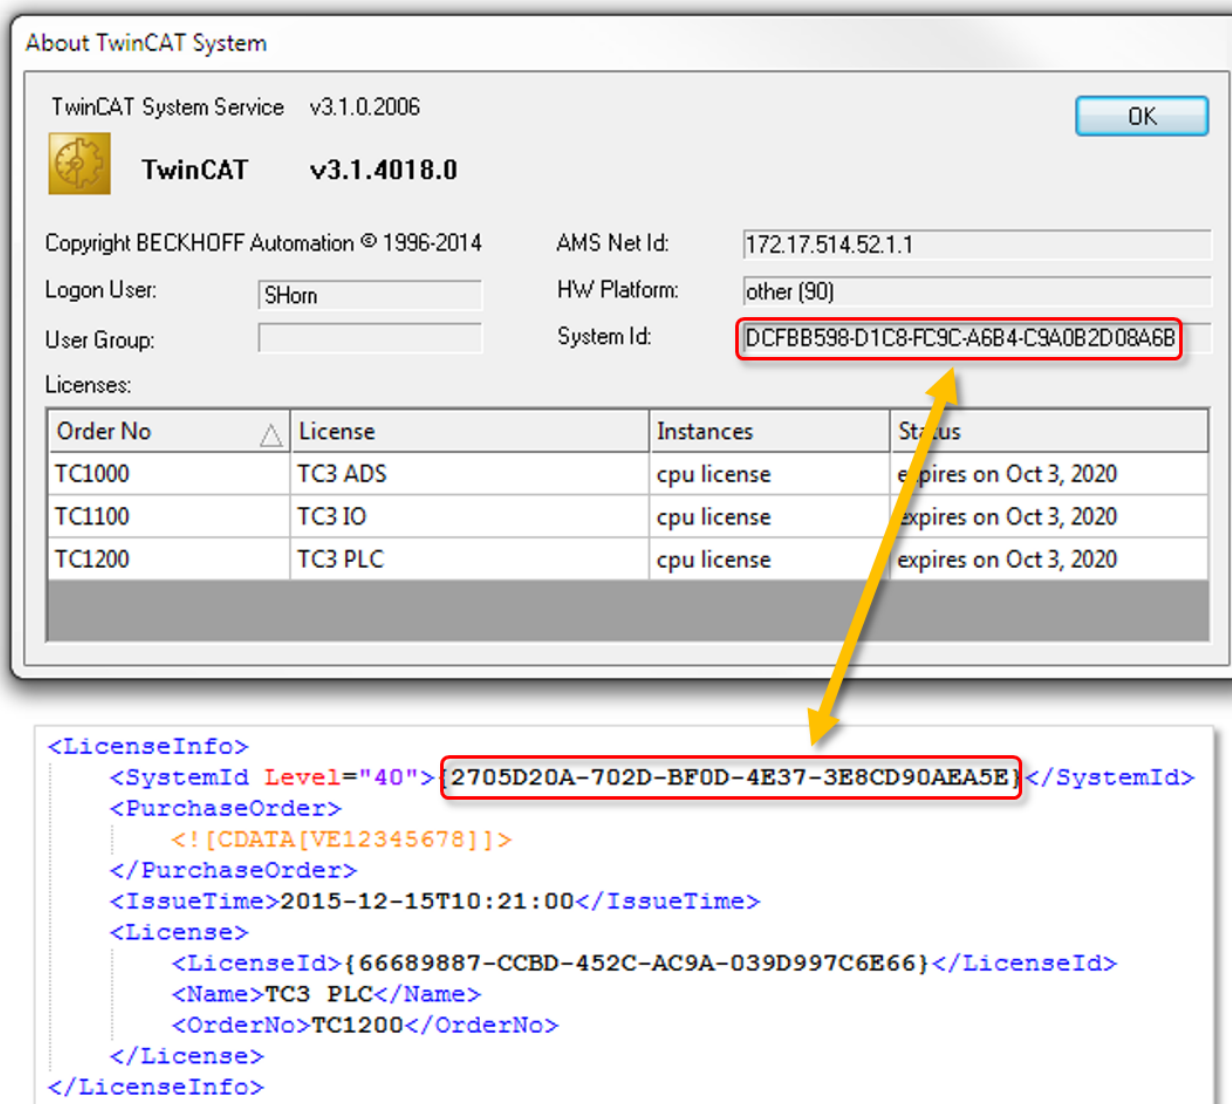 About TwinCAT System
TwinCAT System Service v3.1.0.2006
OK
TwinCAT v3.1.4018.0
Copyright BECKHOFF Automation © 1996-2014
AMS Net Id: 172.17.514.52.1.1
Logon User: SHorn
HW Platform: other (90)
User Group:
System Id: DCFBB598-D1C8-FC9C-A6B4-C9A0B2D08A6B
Licenses:
Order No License Instances Status
TC1000 TC3 ADS cpu license expires on Oct 3, 2020
TC1100 TC3 IO cpu license expires on Oct 3, 2020
TC1200 TC3 PLC cpu license expires on Oct 3, 2020
<LicenseInfo>
<SystemId Level="40">{2705D20A-702D-BF0D-4E37-3E8CD90AEA5E}</SystemId>
<PurchaseOrder>
<![CDATA[VE12345678]]>
</PurchaseOrder>
<IssueTime>2015-12-15T10:21:00</IssueTime>
<License>
<LicenseId>{66689887-CCBD-452C-AC9A-039D997C6E66}</LicenseId>
<Name>TC3 PLC</Name>
<OrderNo>TC1200</OrderNo>
</License>
</LicenseInfo>